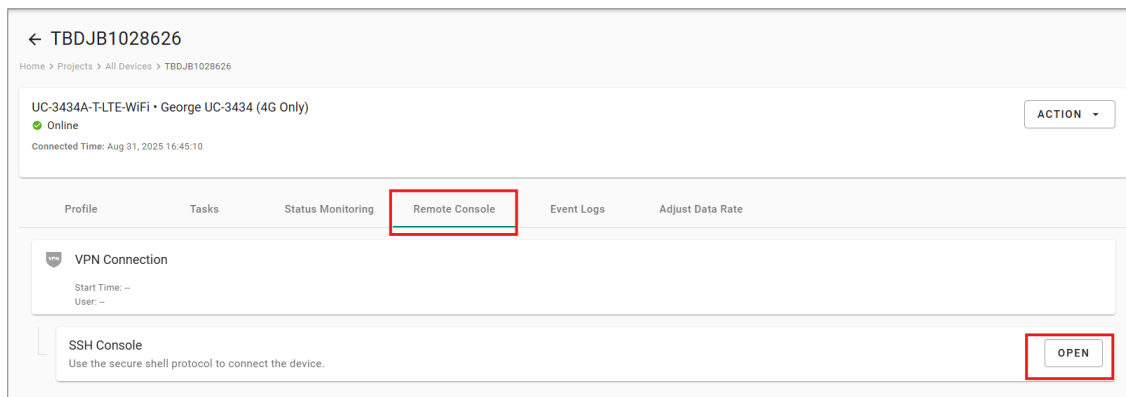 ← TBDJB1028626
Home > Projects > All Devices > TBDJB1028626
UC-3434A-T-LTE-WiFi • George UC-3434 (4G Only)
Online
ACTION
Connected Time: Aug 31, 2025 16:45:10
Profile Tasks Status Monitoring Remote Console Event Logs Adjust Data Rate
VPN VPN Connection
Start Time: --
User: --
SSH Console
Use the secure shell protocol to connect the device.
OPEN